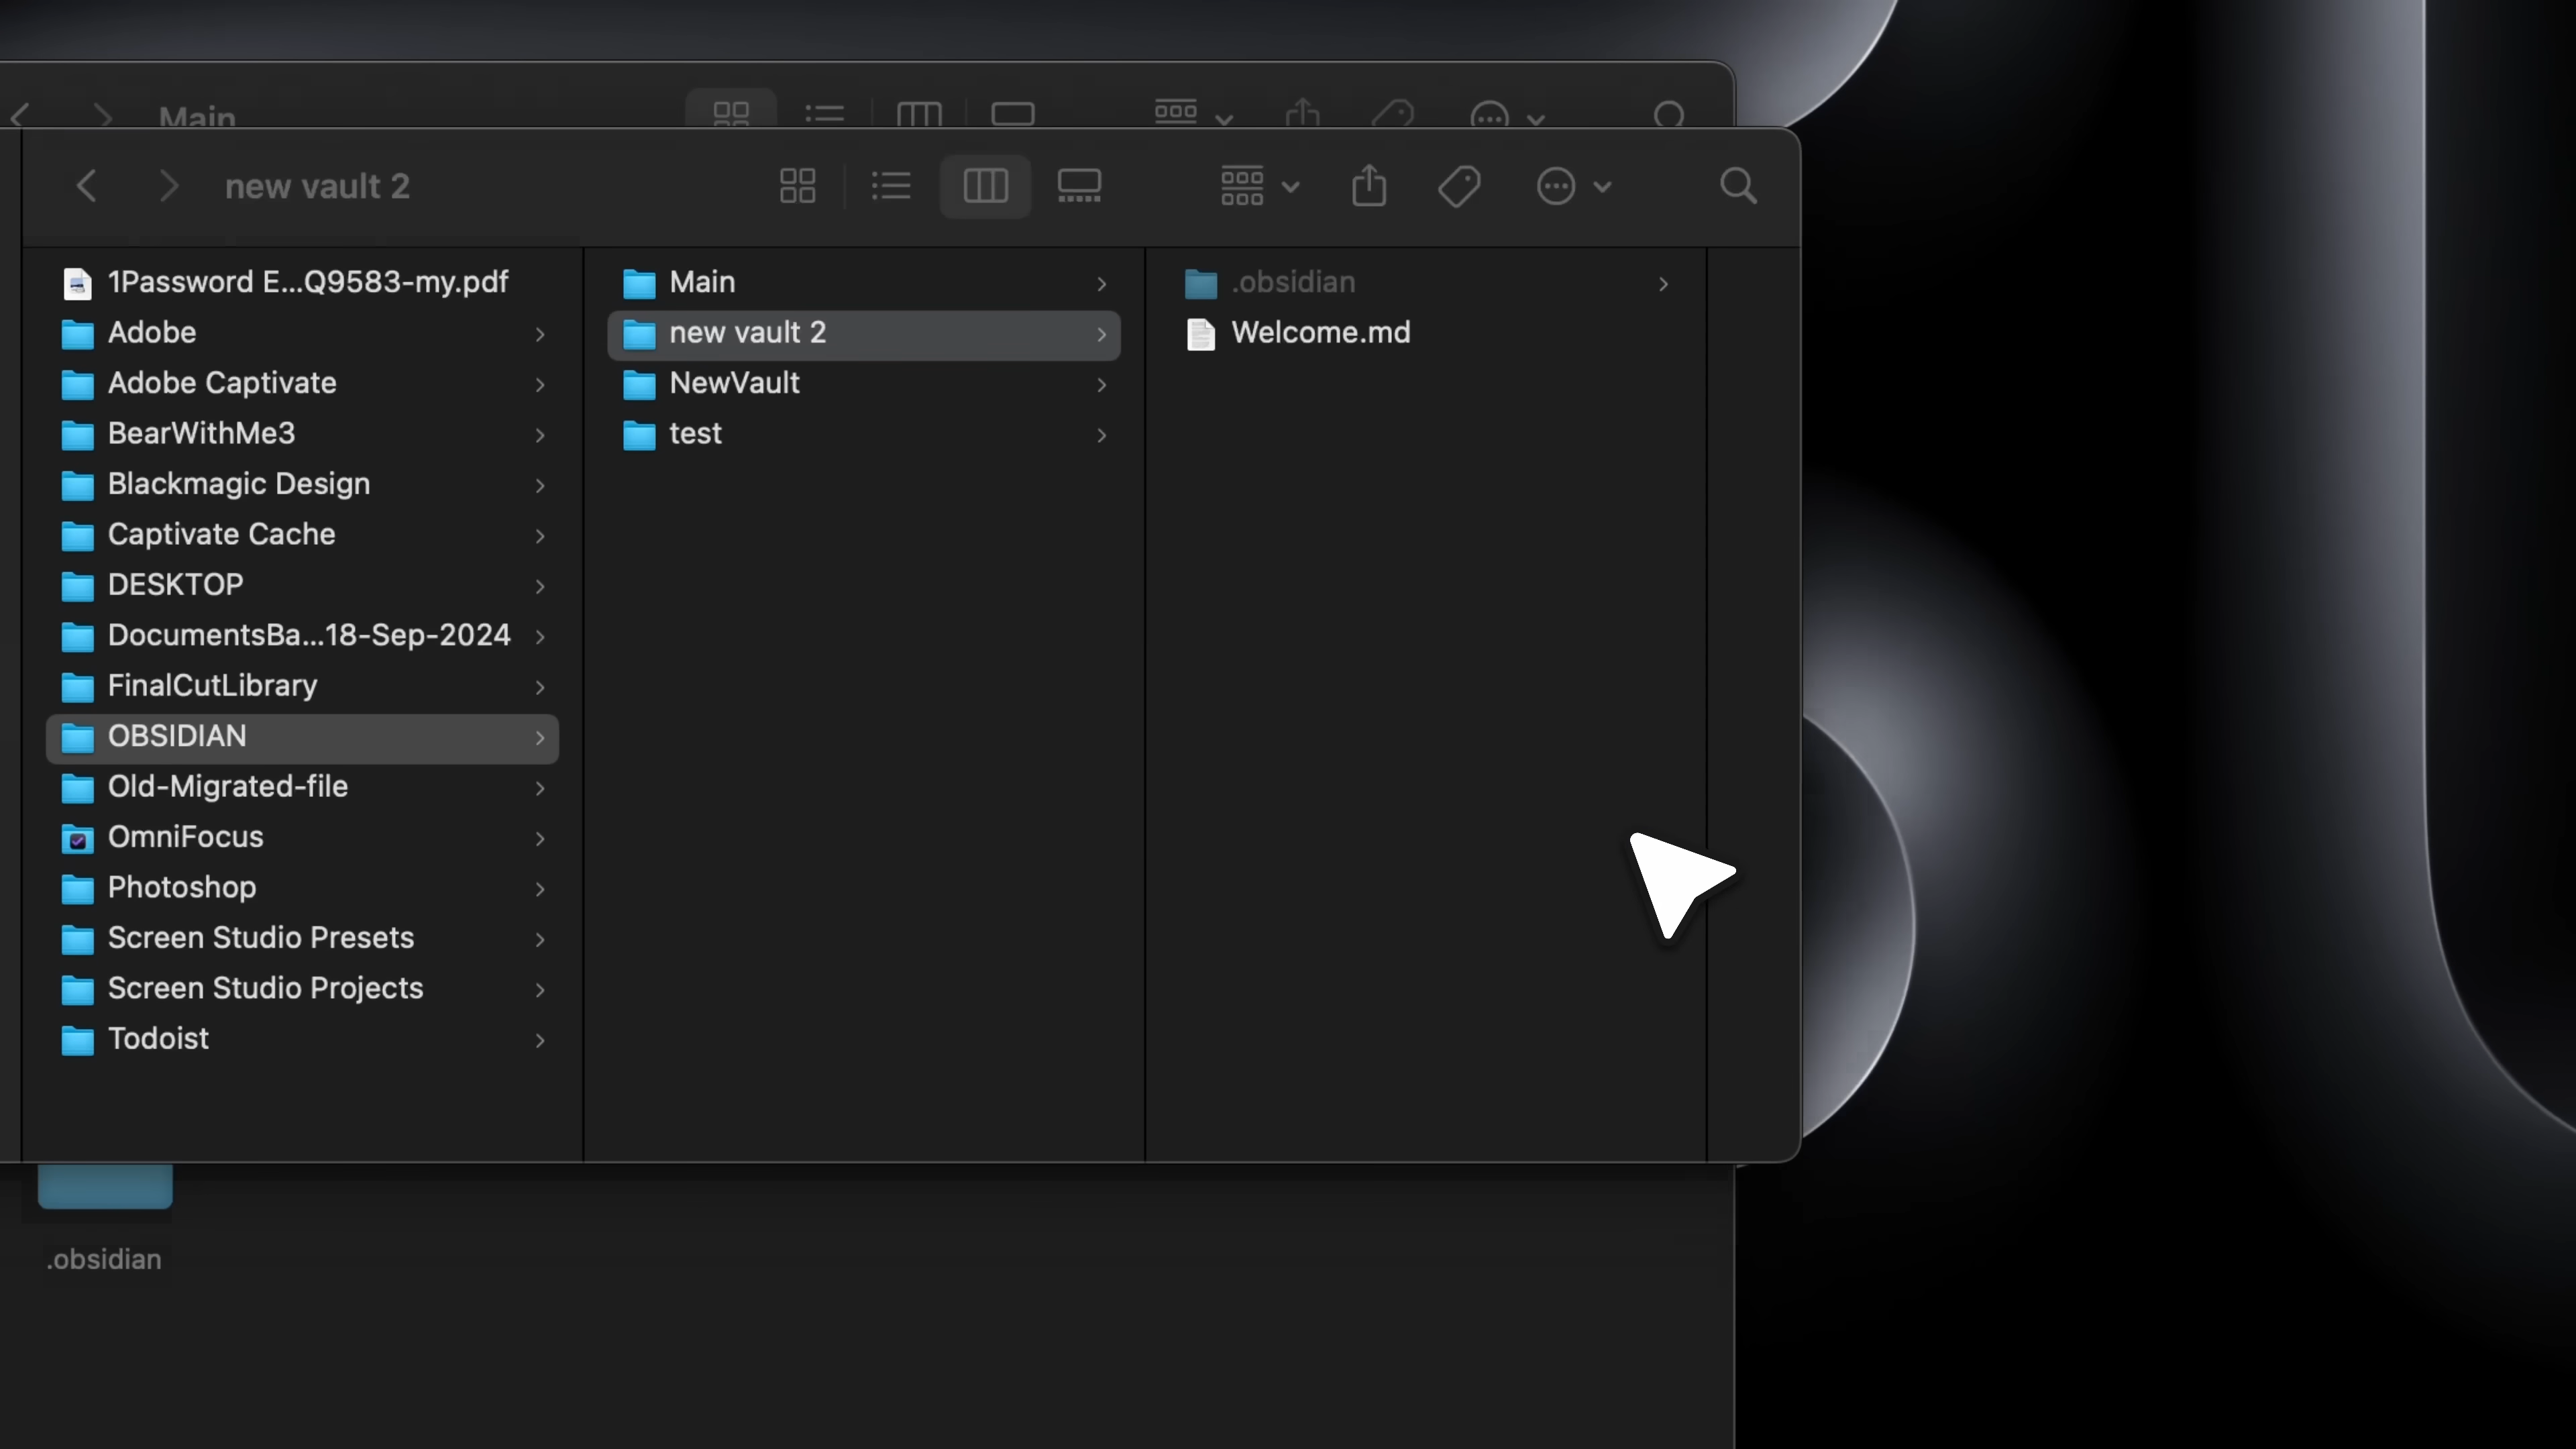 Main
new vault 2
1Password E...Q9583-my.pdf
Adobe
Adobe Captivate
BearWithMe3
Blackmagic Design
Captivate Cache
DESKTOP
DocumentsBa...18-Sep-2024
FinalCutLibrary
OBSIDIAN
Old-Migrated-file
OmniFocus
Photoshop
Screen Studio Presets
Screen Studio Projects
Todoist
Main
new vault 2
NewVault
test
.obsidian
Welcome.md
.obsidian